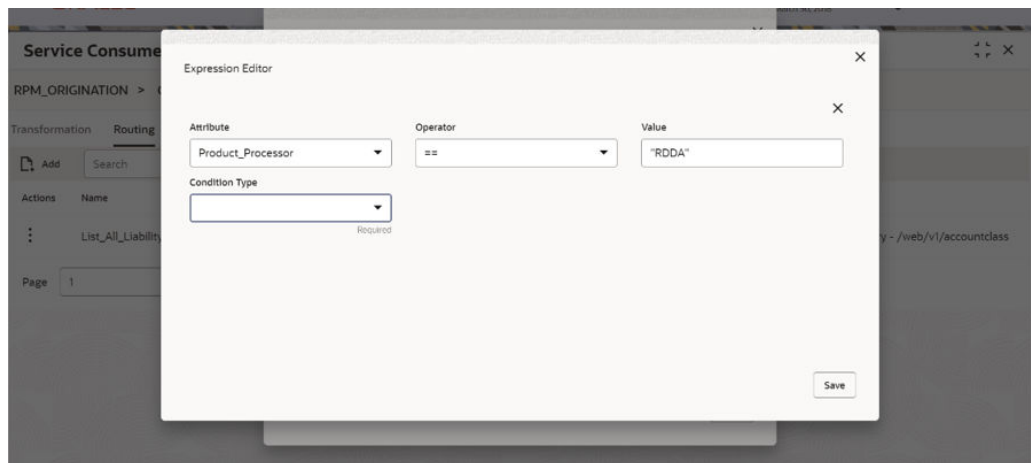 Service Consume
Expression Editor
RPM_ORIGINATION >
Transformation Routing
Attribute Operator Value
Product_Processor == "RDDA"
Add Search
Condition Type
Actions Name
Required
List_All_Liability y - /web/v1/accountclass
Page 1
Save